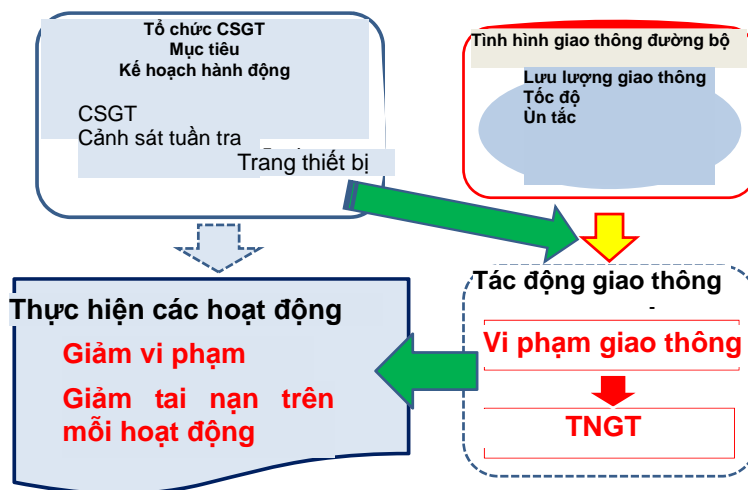 Tổ chức CSGT
Mục tiêu
Kế hoạch hành động
CSGT
Cảnh sát tuần tra
Trang thiết bị
Tình hình giao thông đường bộ
Lưu lượng giao thông
Tốc độ
Ùn tắc
Thực hiện các hoạt động
Giảm vi phạm
Giảm tai nạn trên
mỗi hoạt động
Tác động giao thông
-
Vi phạm giao thông
TNGT